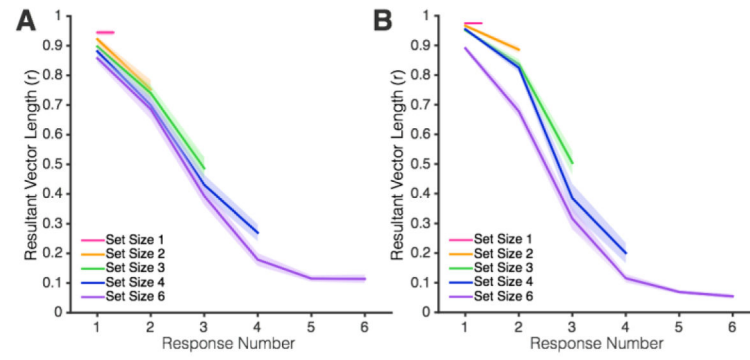 A
Resultant Vector Length (r)
1
0.9
0.8
0.7
0.6
0.5
0.4
0.3
0.2
0.1
0
Set Size 1
Set Size 2
Set Size 3
Set Size 4
Set Size 6
1 2 3 4 5 6
Response Number
B
Resultant Vector Length (r)
1
0.9
0.8
0.7
0.6
0.5
0.4
0.3
0.2
0.1
0
Set Size 1
Set Size 2
Set Size 3
Set Size 4
Set Size 6
1 2 3 4 5 6
Response Number